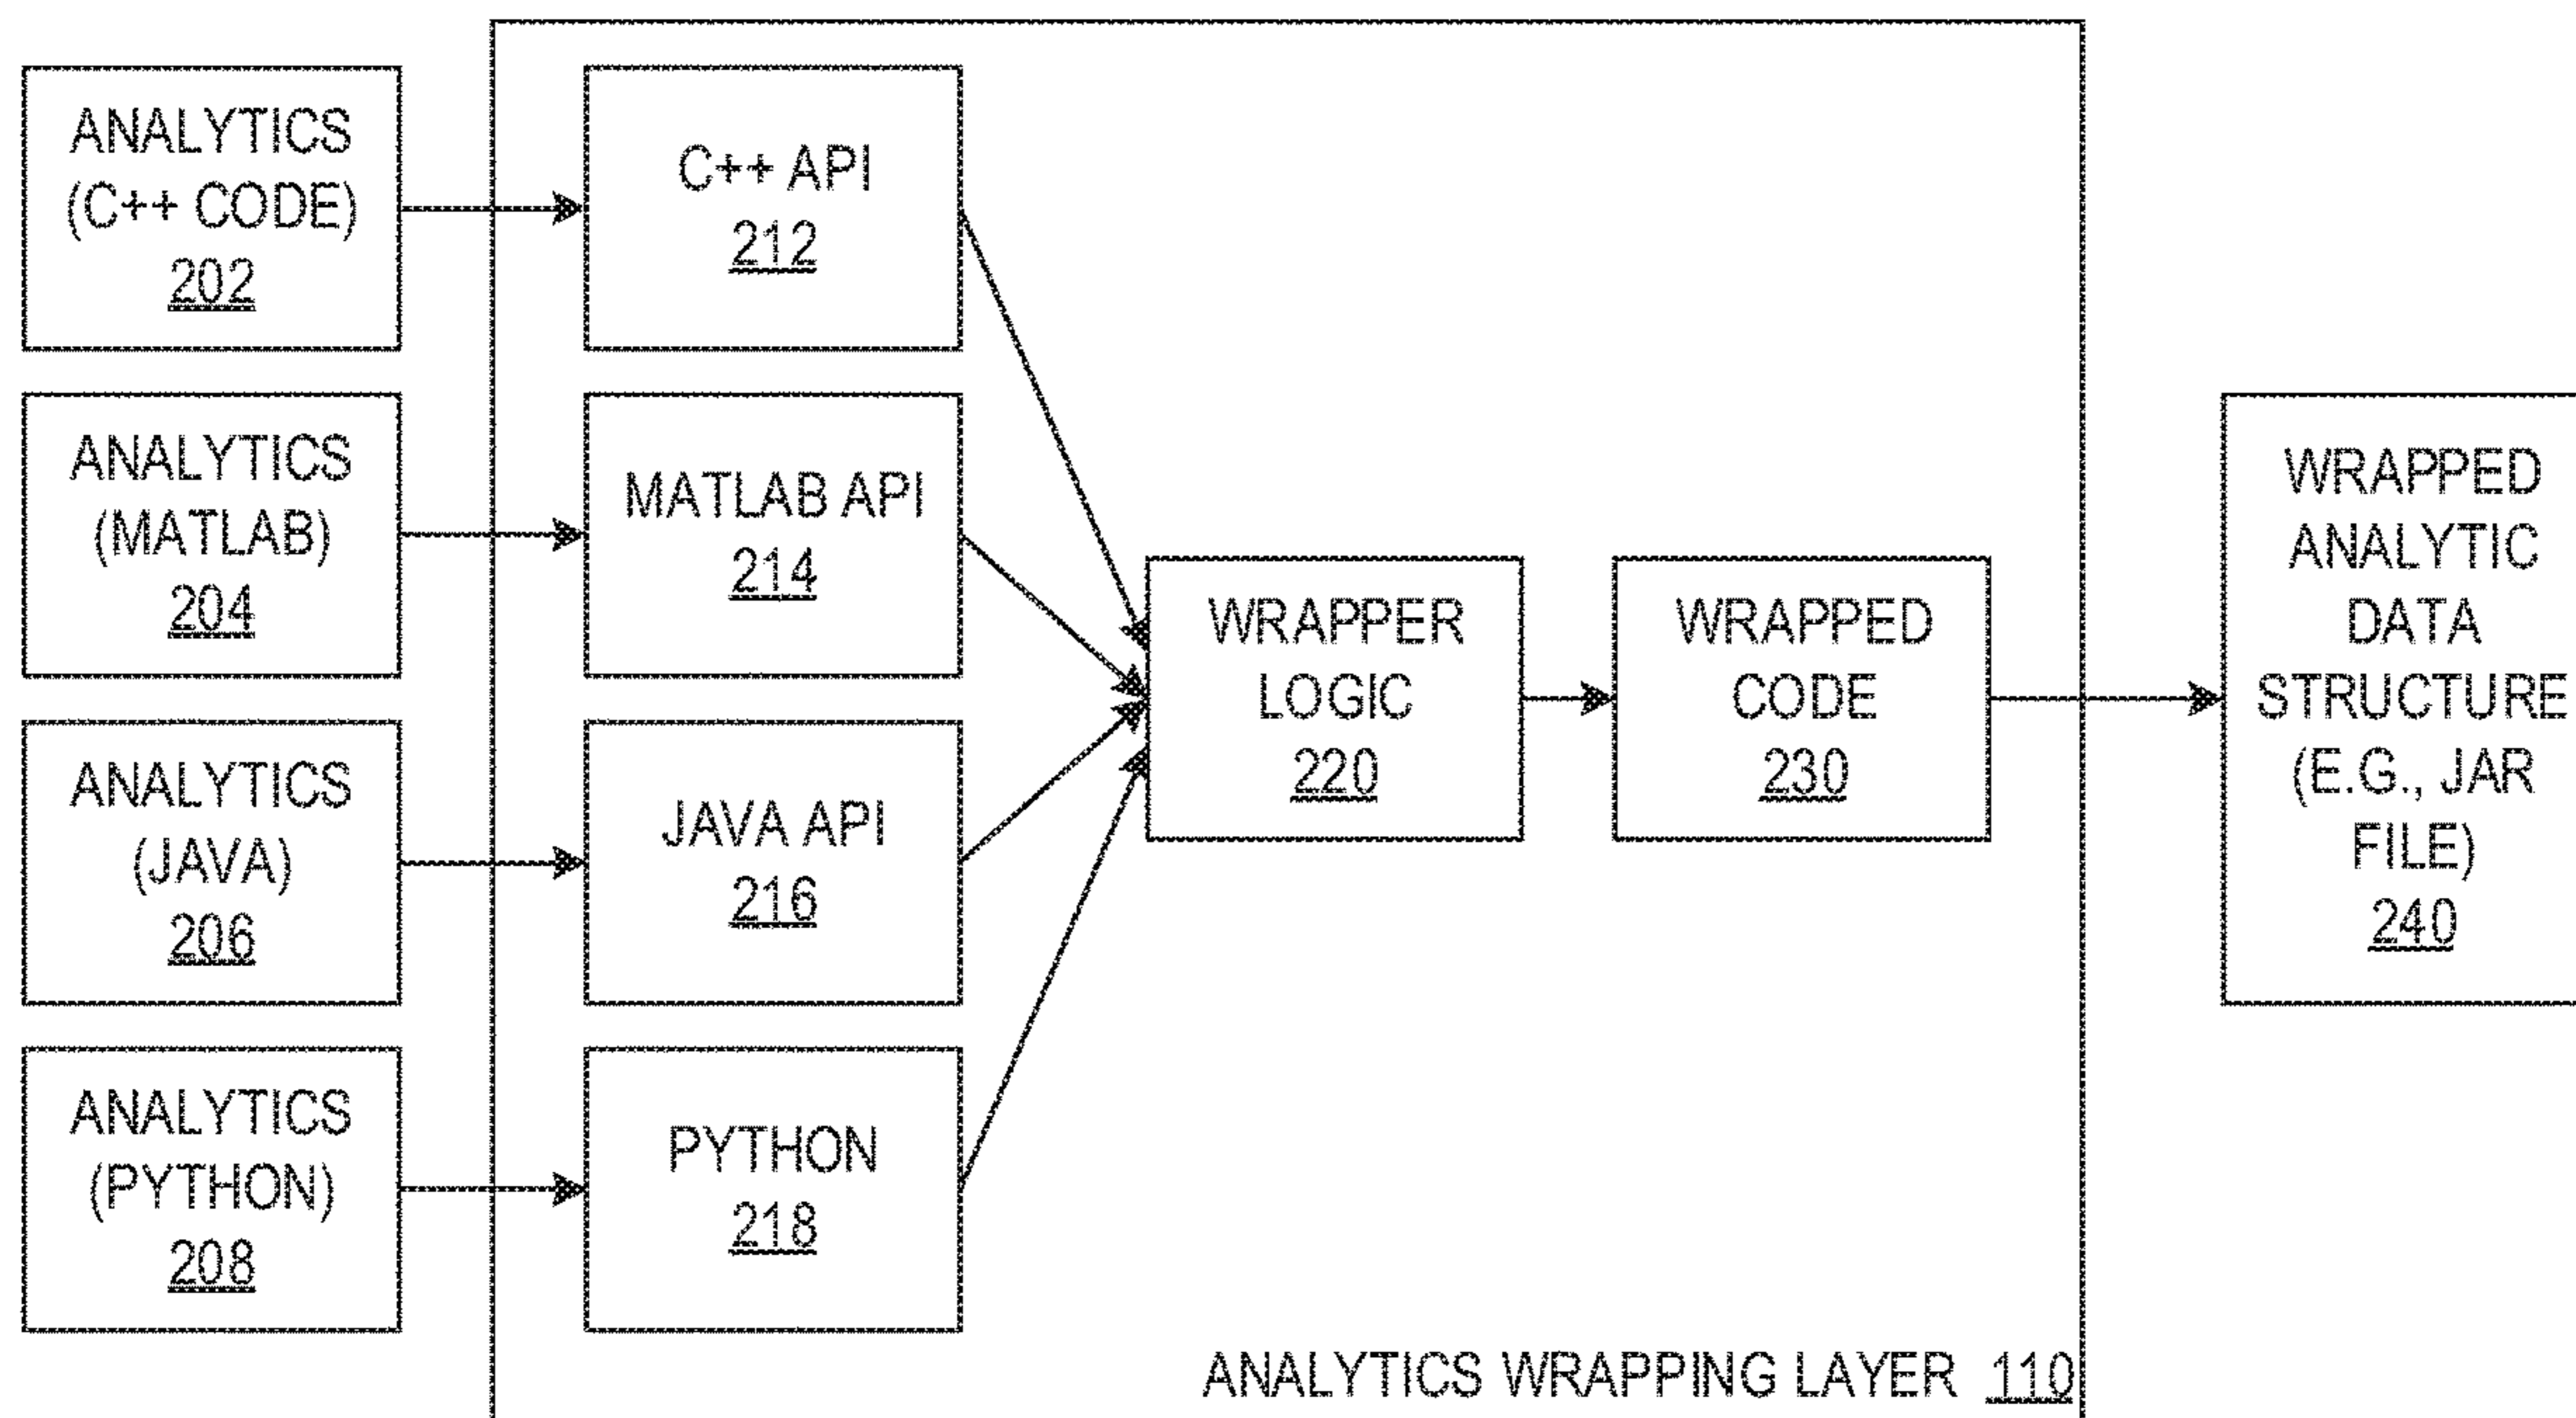 ANALYTICS
(C++ CODE)
202
C++ API
212
ANALYTICS
(MATLAB)
204
MATLAB API
214
ANALYTICS
(JAVA)
206
JAVA API
216
ANALYTICS
(PYTHON)
208
PYTHON
218
WRAPPER
LOGIC
220
WRAPPED
CODE
230
WRAPPED
ANALYTIC
DATA
STRUCTURE
(E.G., JAR
FILE)
240
ANALYTICS WRAPPING LAYER 110